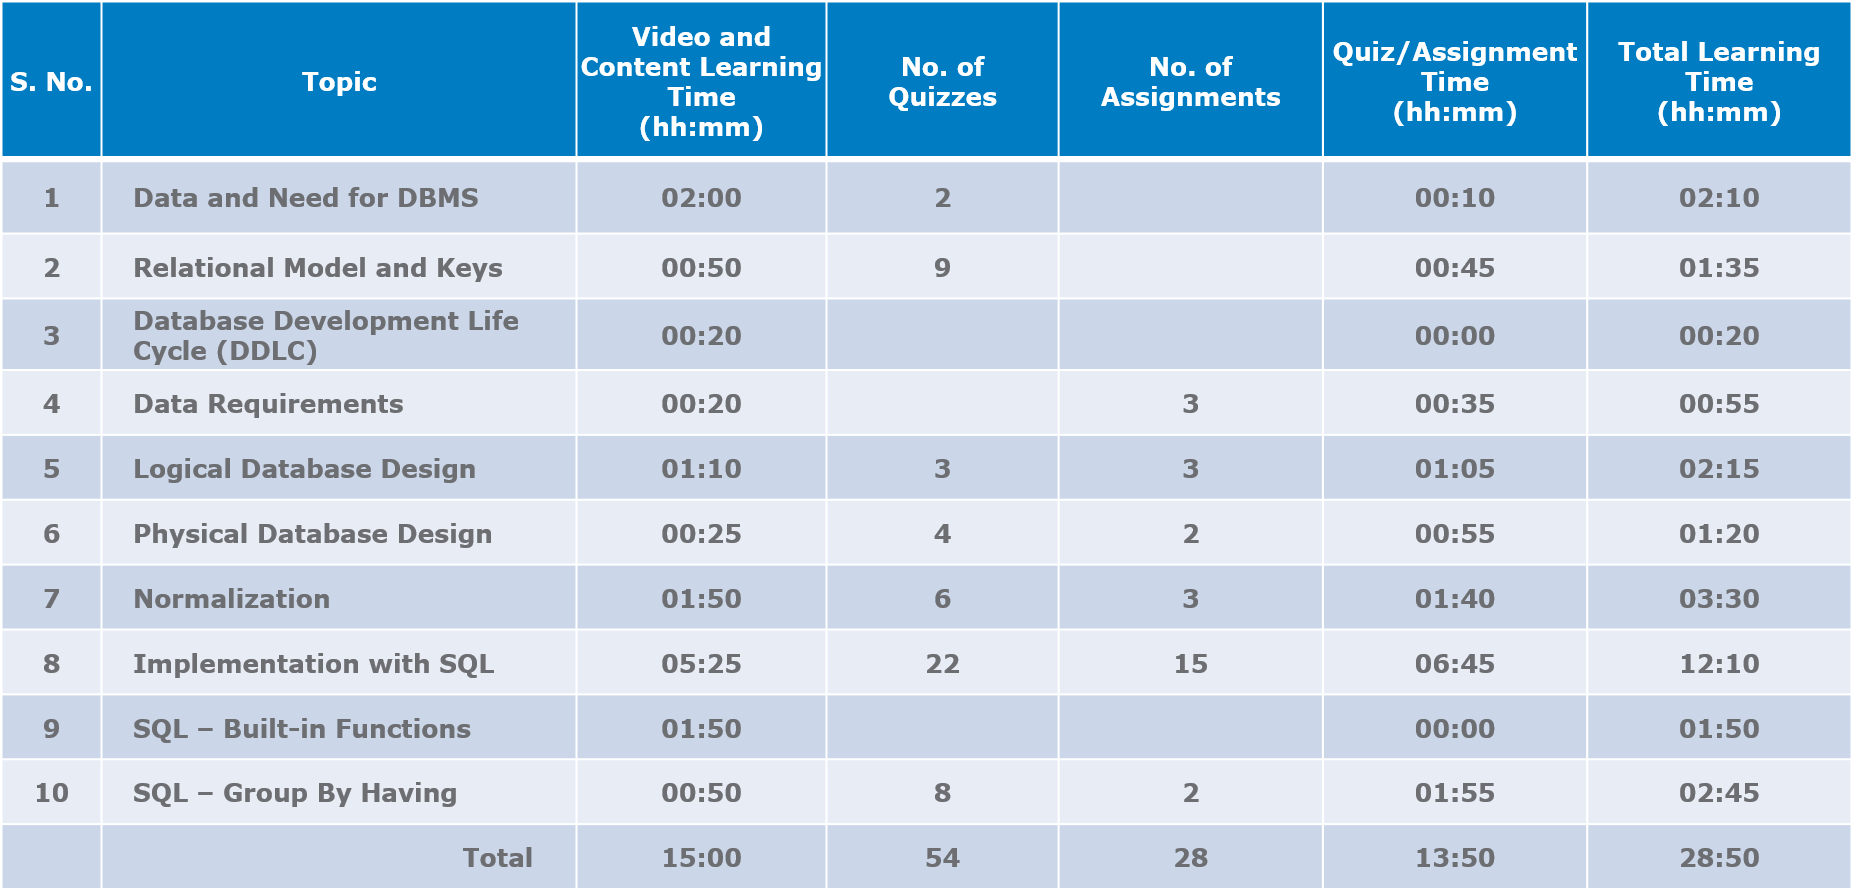 S. No. Topic Video and Content Learning Time (hh:mm) No. of Quizzes No. of Assignments Quiz/Assignment Time (hh:mm) Total Learning Time (hh:mm)
1 Data and Need for DBMS 02:00 2 00:10 02:10
2 Relational Model and Keys 00:50 9 00:45 01:35
3 Database Development Life Cycle (DDLC) 00:20 00:00 00:20
4 Data Requirements 00:20 3 00:35 00:55
5 Logical Database Design 01:10 3 3 01:05 02:15
6 Physical Database Design 00:25 4 2 00:55 01:20
7 Normalization 01:50 6 3 01:40 03:30
8 Implementation with SQL 05:25 22 15 06:45 12:10
9 SQL – Built-in Functions 01:50 00:00 01:50
10 SQL – Group By Having 00:50 8 2 01:55 02:45
Total 15:00 54 28 13:50 28:50